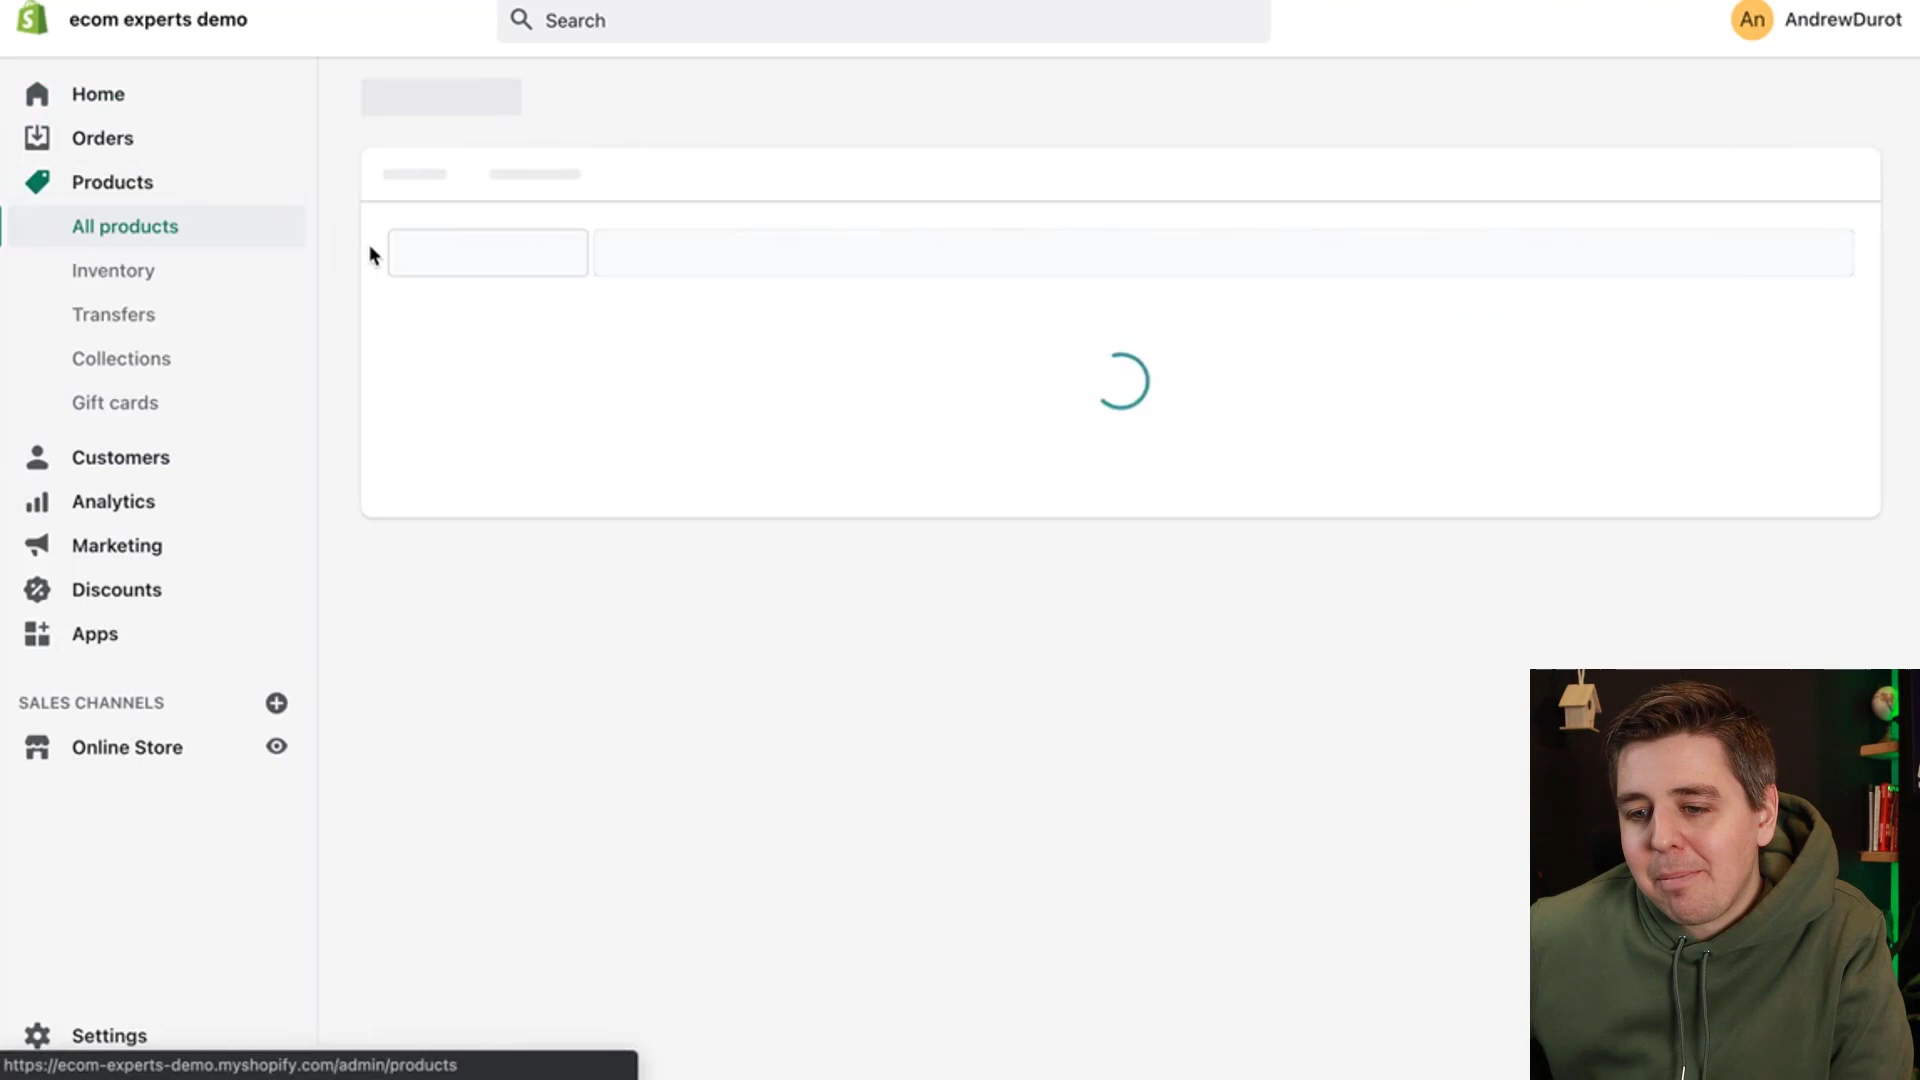 ecom experts demo
Search
An
AndrewDurot
Home
Orders
Products
All products
Inventory
Transfers
Collections
Gift cards
Customers
Analytics
Marketing
Discounts
Apps
SALES CHANNELS
Online Store
Settings
https://ecom-experts-demo.myshopify.com/admin/products